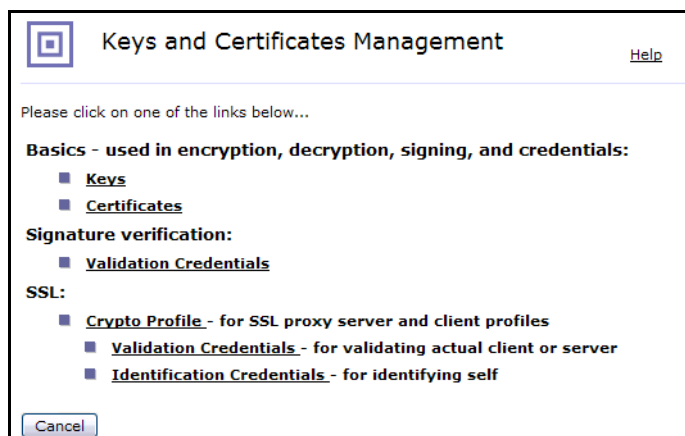 Keys and Certificates Management
Help
Please click on one of the links below...
Basics - used in encryption, decryption, signing, and credentials:
Keys
Certificates
Signature verification:
Validation Credentials
SSL:
Crypto Profile - for SSL proxy server and client profiles
Validation Credentials - for validating actual client or server
Identification Credentials - for identifying self
Cancel